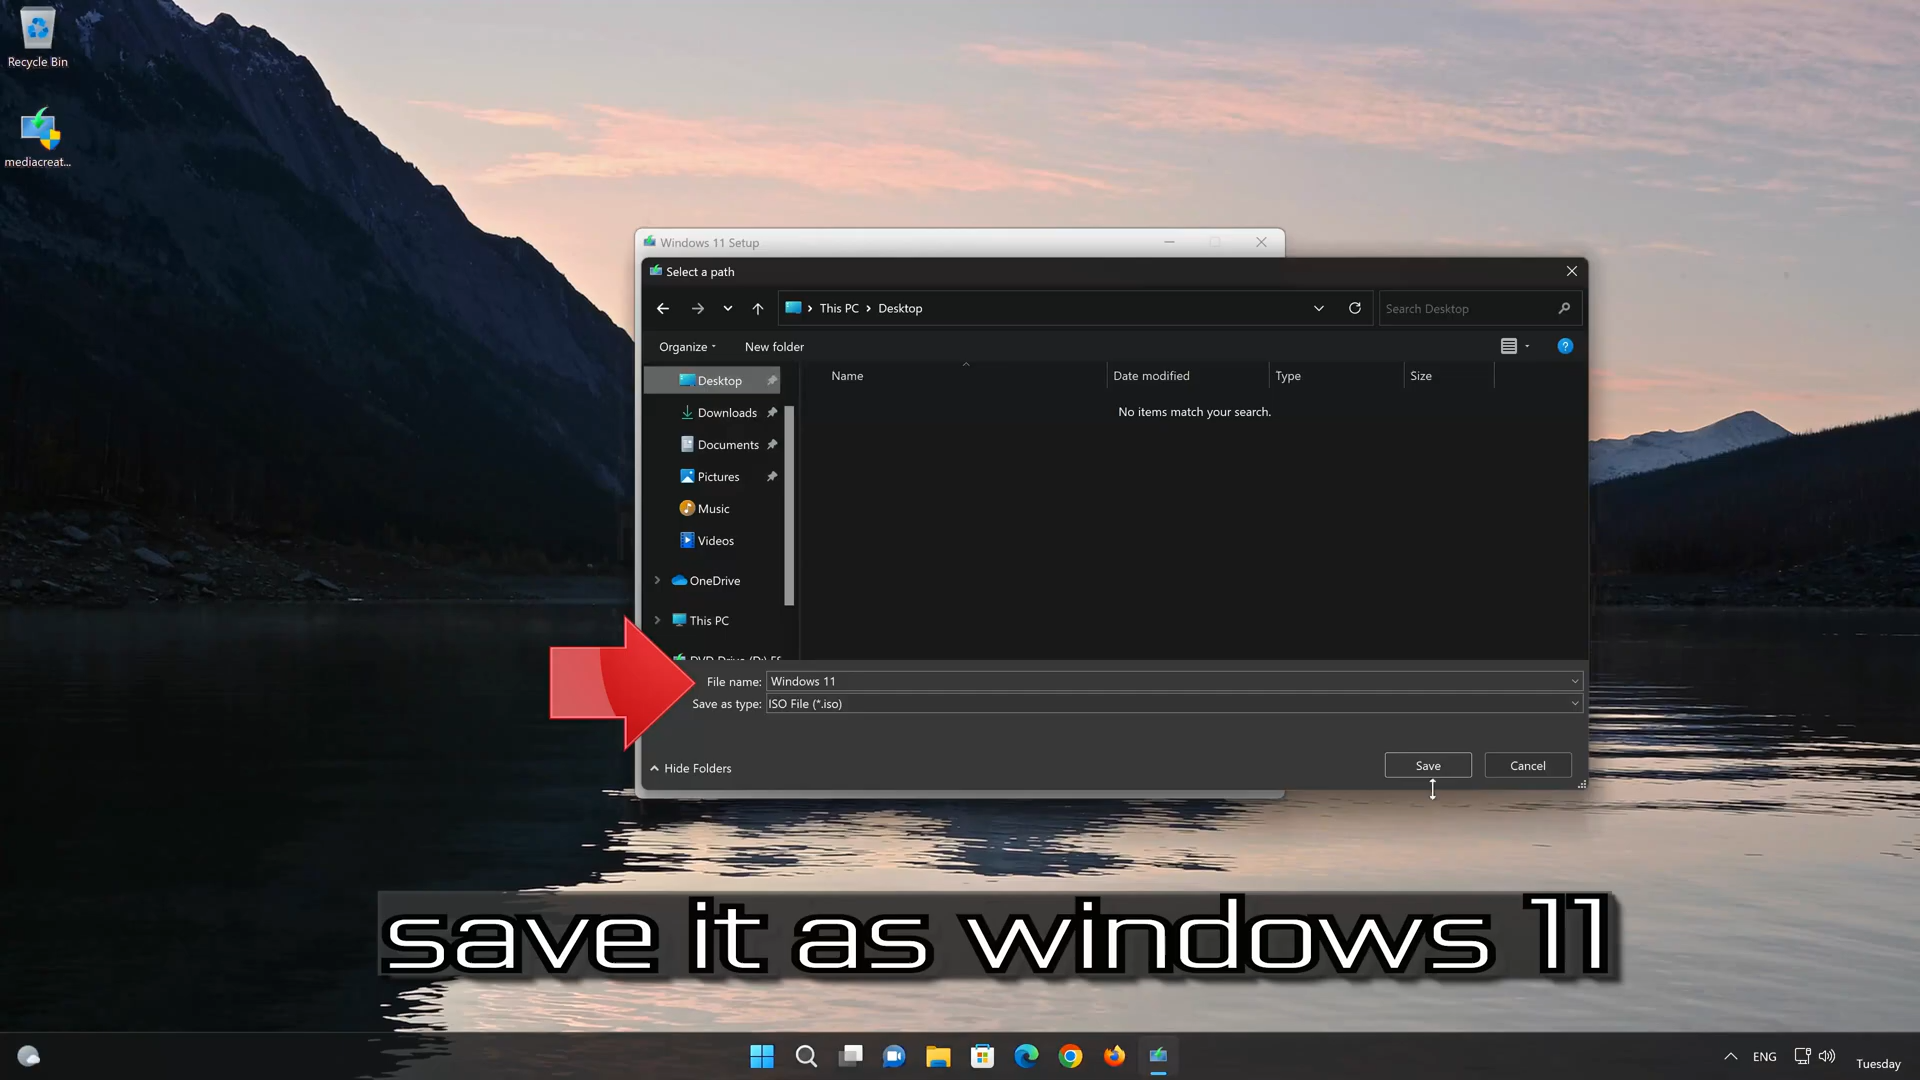 Recycle Bin
mediacreat...
Windows 11 Setup
Select a path
This PC
Desktop
Search Desktop
Organize
New folder
Name
Date modified
Type
Size
No items match your search.
Desktop
Downloads
Documents
Pictures
Music
Videos
OneDrive
This PC
DVD Drive (D:) ES
File name: Windows 11
Save as type: ISO File (*.iso)
Hide Folders
Save
Cancel
save it as windows 11
ENG
Tuesday